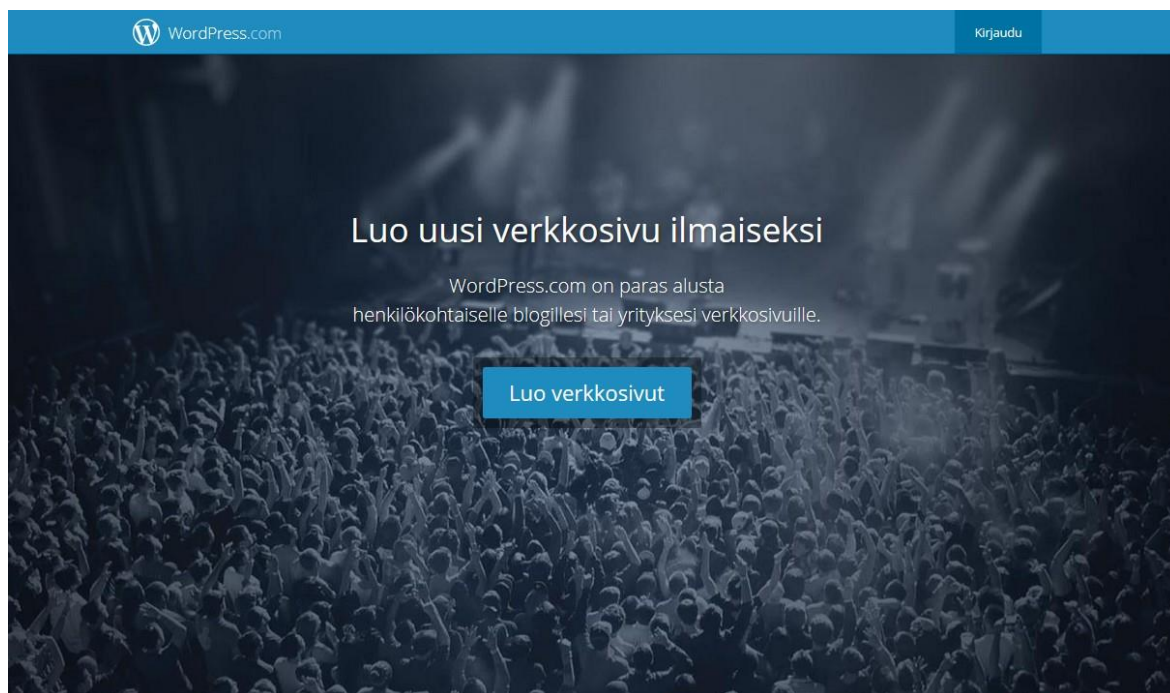 WordPress.com
Kirjaudu
Luo uusi verkkosivu ilmaiseksi
WordPress.com on paras alusta
henkilökohtaiselle blogillesi tai yrityksesi verkkosivuille.
Luo verkkosivut